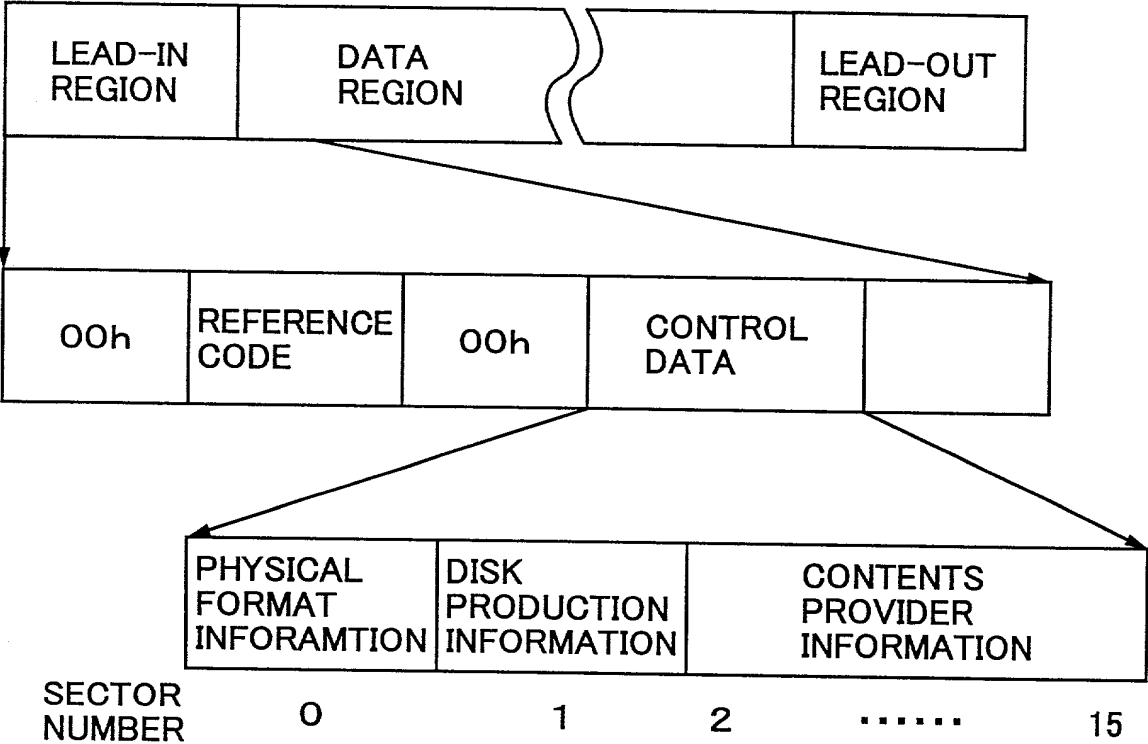 LEAD-IN
REGION
DATA
REGION
LEAD-OUT
REGION
00h
REFERENCE
CODE
00h
CONTROL
DATA
PHYSICAL
FORMAT
INFORAMTION
DISK
PRODUCTION
INFORMATION
CONTENTS
PROVIDER
INFORMATION
SECTOR
NUMBER
0 1 2 ...... 15